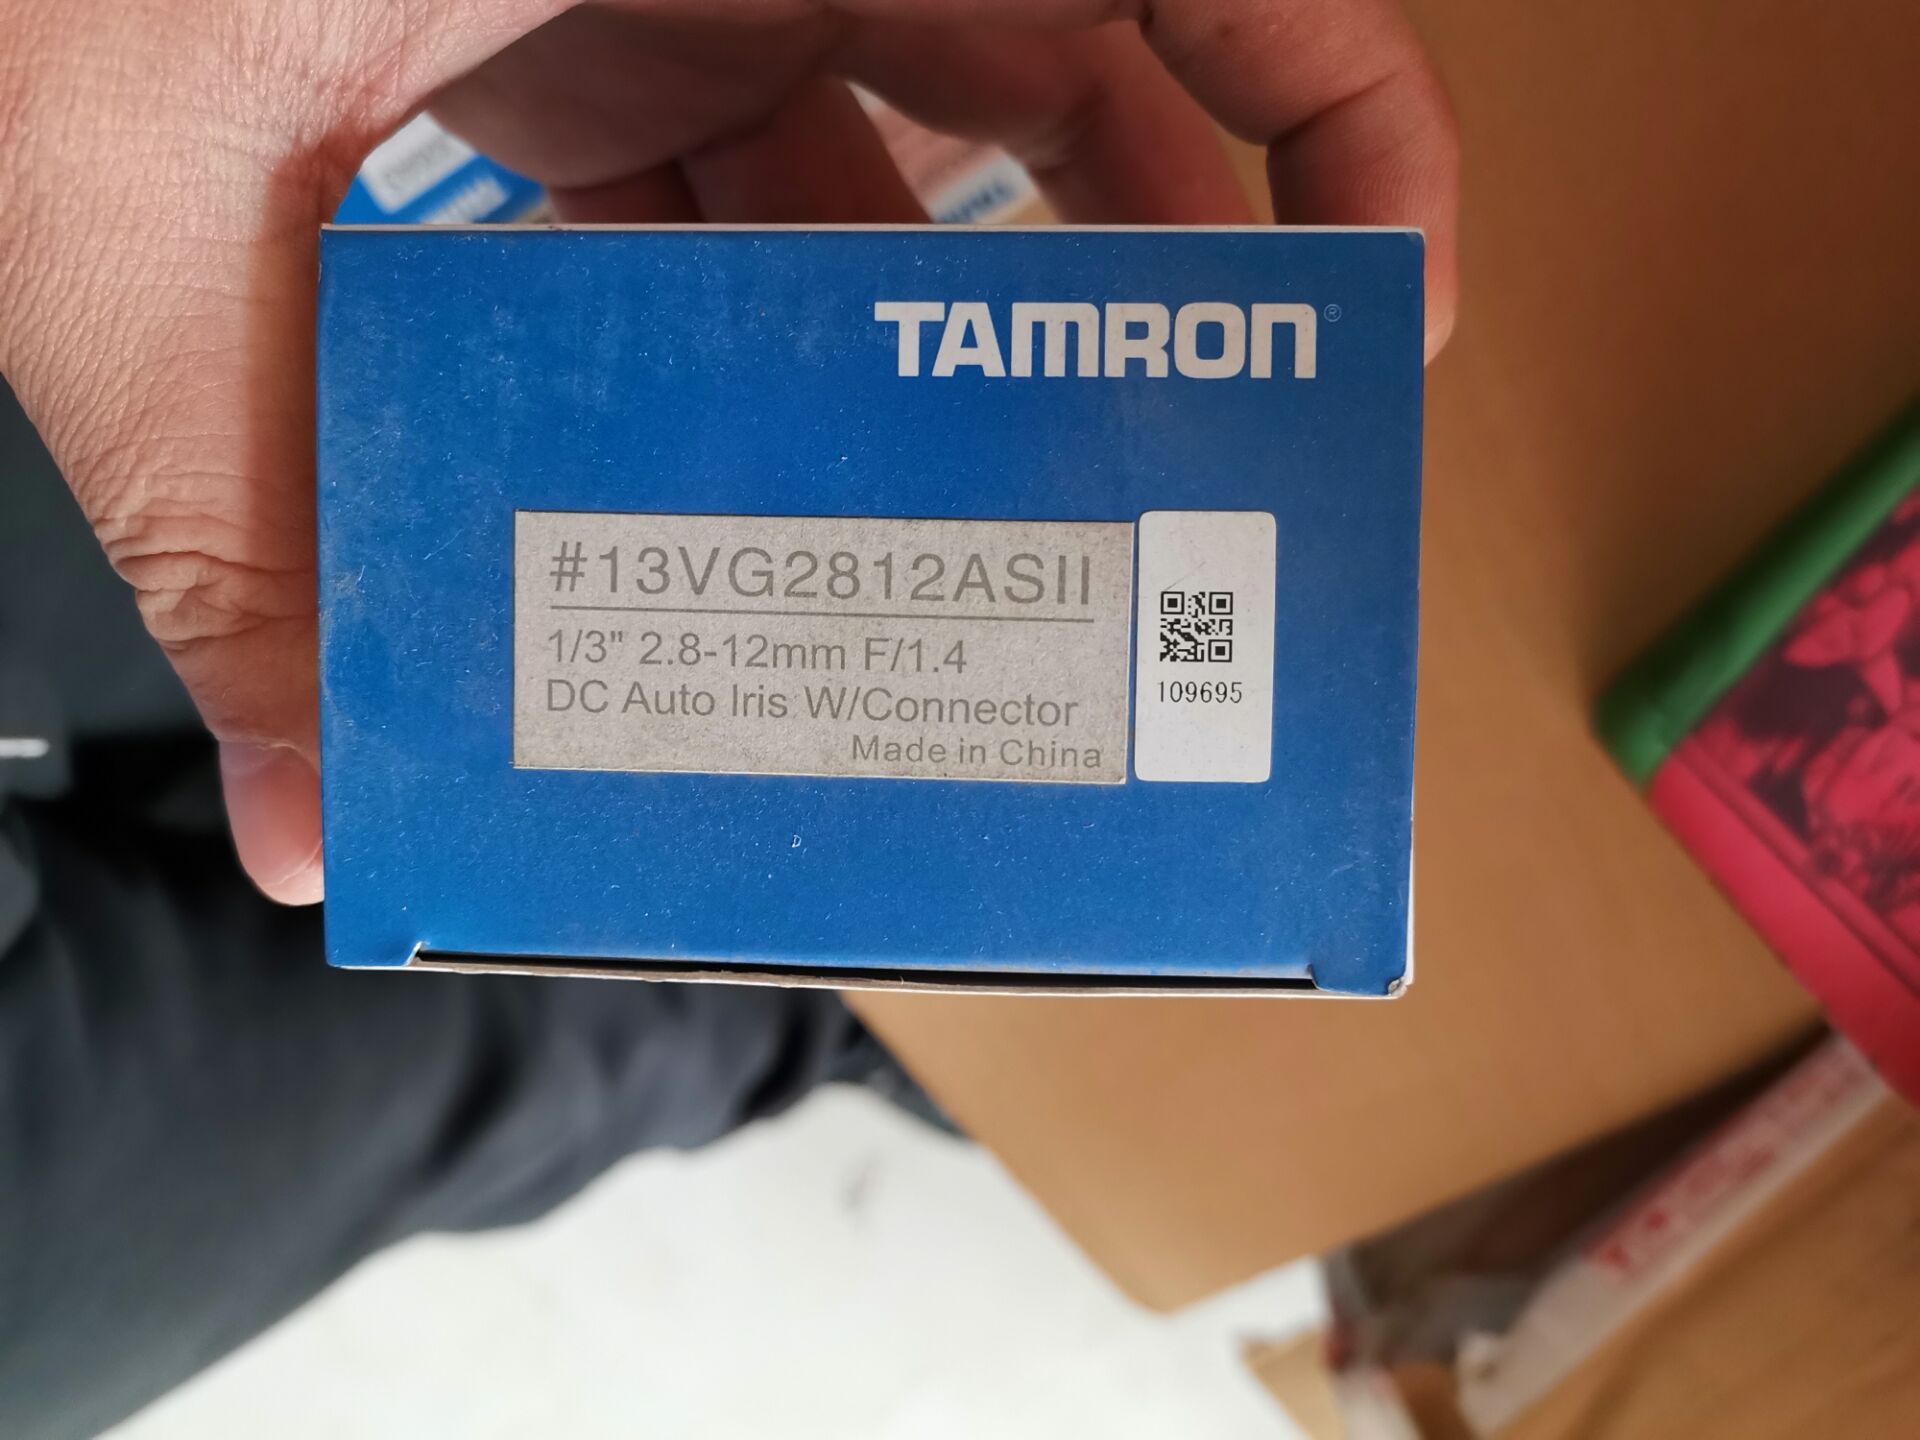 TAMRON®
#13VG2812ASII
1/3" 2.8-12mm F/1.4
DC Auto Iris W/Connector
Made in China
109695